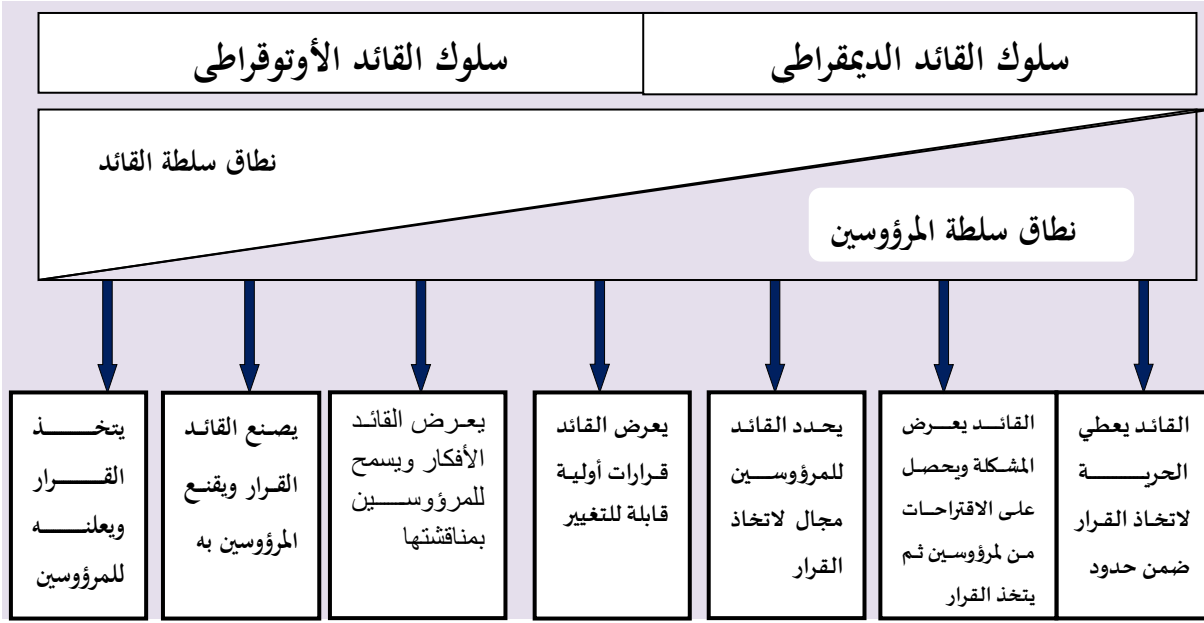 سلوك القائد الديمقراطى
سلوك القائد الأوتوقراطى
نطاق سلطة القائد
نطاق سلطة المرؤوسين
القائد يعطي
الحرية
لاتخاذ القرار
ضمن حدود
القائد يعرض
المشكلة ويحصل
على الاقتراحات
من لمرؤوسين ثم
يتخذ القرار
يحدد القائد
للمرؤوسين
مجال لاتخاذ
القرار
يعرض القائد
قرارات أولية
قابلة للتغيير
يعرض القائد
الأفكار ويسمح
للمرؤوسين
بمناقشتها
يصنع القائد
القرار ويقنع
المرؤوسين به
يتخذ
القرار
ويعلنه
للمرؤوسين